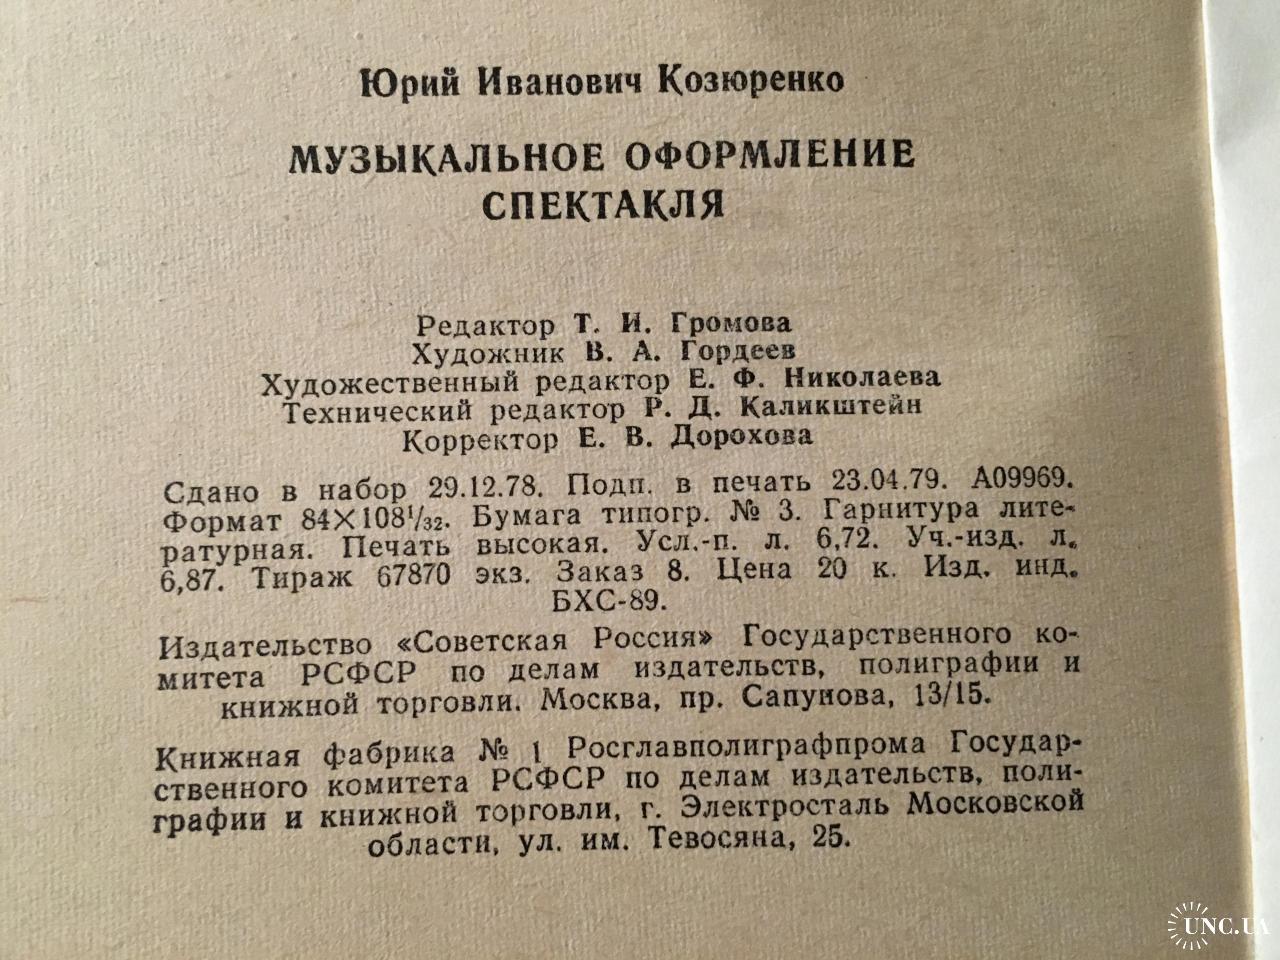 Юрий Иванович Козюренко
МУЗЫКАЛЬНОЕ ОФОРМЛЕНИЕ
СПЕКТАКЛЯ
Редактор Т. И. Громова
Художник В. А. Гордеев
Художественный редактор Е. Ф. Николаева
Технический редактор Р. Д. Каликштейн
Корректор Е. В. Дорохова
Сдано в набор 29.12.78. Подп. в печать 23.04.79. А09969.
Формат 84×108¹/₃₂. Бумага типогр. № 3. Гарнитура лите-
ратурная. Печать высокая. Усл.-п. л. 6,72. Уч.-изд. л.
6,87. Тираж 67870 экз. Заказ 8. Цена 20 к. Изд. инд.
БХС-89.
Издательство «Советская Россия» Государственного ко-
митета РСФСР по делам издательств, полиграфии и
книжной торговли. Москва, пр. Сапунова, 13/15.
Книжная фабрика № 1 Росглавполиграфпрома Государ-
ственного комитета РСФСР по делам издательств, поли-
графии и книжной торговли, г. Электросталь Московской
области, ул. им. Тевосяна, 25.
UNC.UA